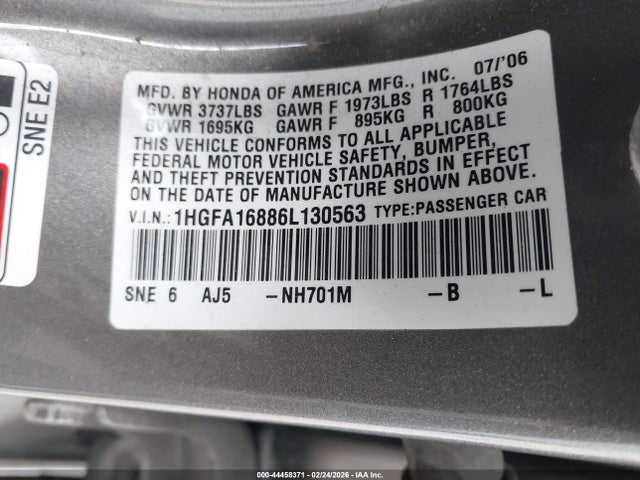 MFD. BY HONDA OF AMERICA MFG., INC. 07/'06
GVWR 3737LBS GAWR F 1973LBS R 1764LBS
GVWR 1695KG GAWR F 895KG R 800KG
THIS VEHICLE CONFORMS TO ALL APPLICABLE
FEDERAL MOTOR VEHICLE SAFETY, BUMPER,
AND THEFT PREVENTION STANDARDS IN EFFECT
ON THE DATE OF MANUFACTURE SHOWN ABOVE.
V.I.N.: 1HGFA16886L130563 TYPE:PASSENGER CAR
SNE 6 AJ5 -NH701M -B -L
SNE E2
000-44458371 - 02/24/2026 - IAA Inc.